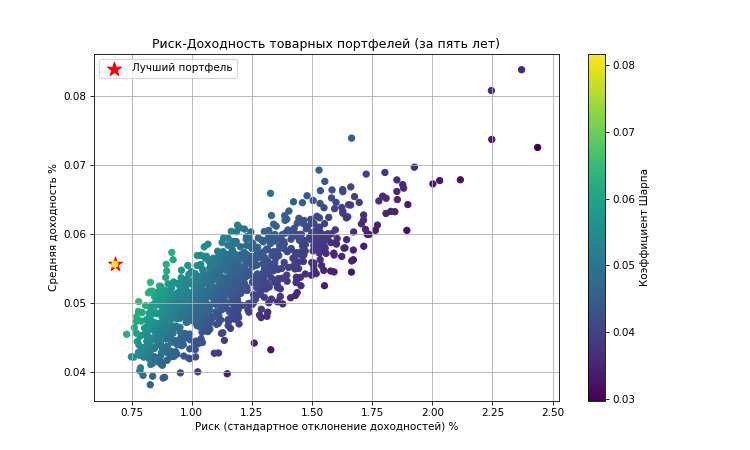 Риск-Доходность товарных портфелей (за пять лет)
Лучший портфель
Средняя доходность %
0.08
0.07
0.06
0.05
0.04
0.75 1.00 1.25 1.50 1.75 2.00 2.25 2.50
Риск (стандартное отклонение доходностей) %
0.08
0.07
0.06
0.05
0.04
0.03
Коэффициент Шарпа